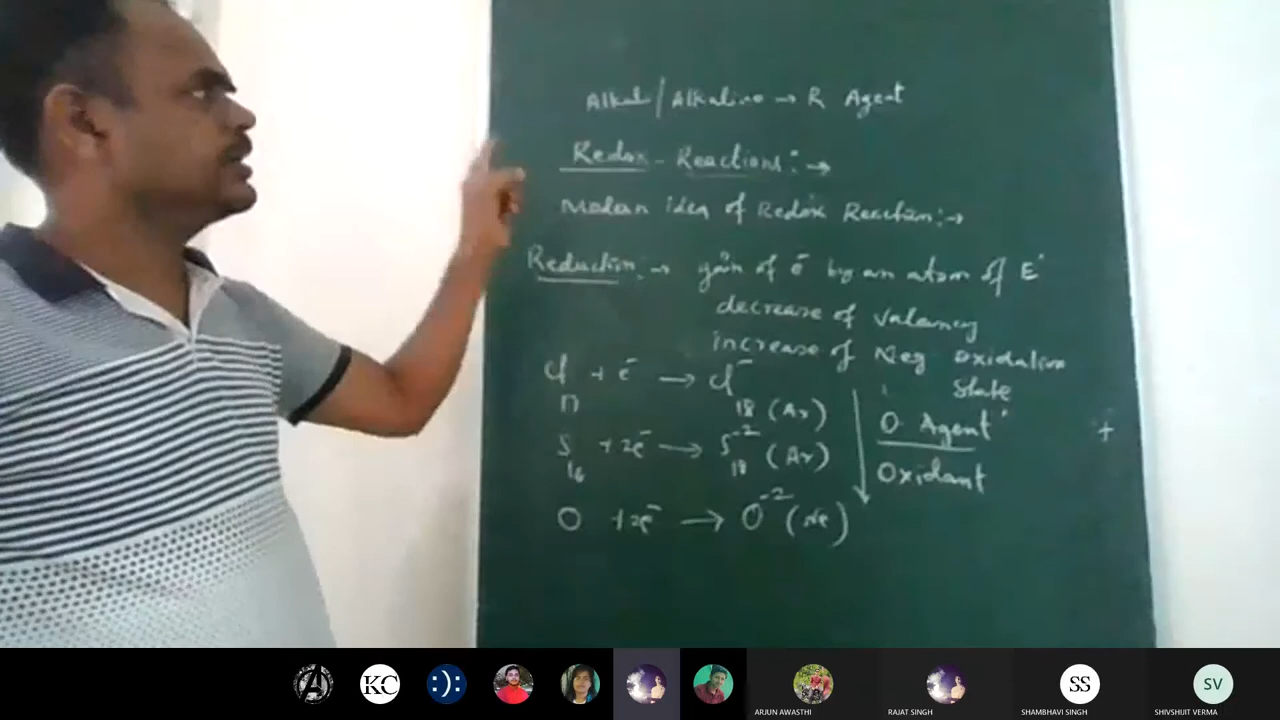 Alkali/Alkaline → R Agent
Redox - Reactions :→
Modern idea of Redox Reaction :→
Reduction :→ gain of e⁻ by an atom of E'
decrease of valency
increase of Neg oxidation
State
Cl + e⁻ → Cl⁻
17 18 (Ar)
O Agent'
S + 2e⁻ → S⁻² (Ar)
16 18
Oxidant
+
O + 2e⁻ → O⁻² (Ne)
A KC :):
SS SV
ARJUN AWASTHI RAJAT SINGH SHAMBHAVI SINGH SHIVSHIJIT VERMA